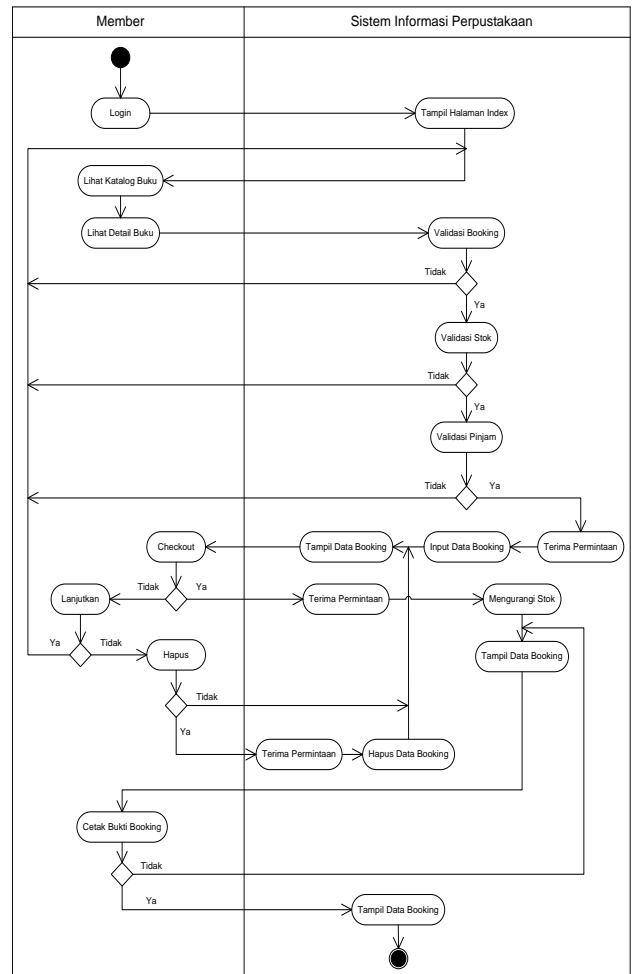 Member
Sistem Informasi Perpustakaan
Login
Tampil Halaman Index
Lihat Katalog Buku
Lihat Detail Buku
Validasi Booking
Tidak
Ya
Validasi Stok
Tidak
Ya
Validasi Pinjam
Tidak
Ya
Checkout
Tampil Data Booking
Input Data Booking
Terima Permintaan
Tidak
Ya
Lanjutkan
Terima Permintaan
Mengurangi Stok
Ya
Tidak
Hapus
Tampil Data Booking
Tidak
Ya
Terima Permintaan
Hapus Data Booking
Cetak Bukti Booking
Tidak
Ya
Tampil Data Booking